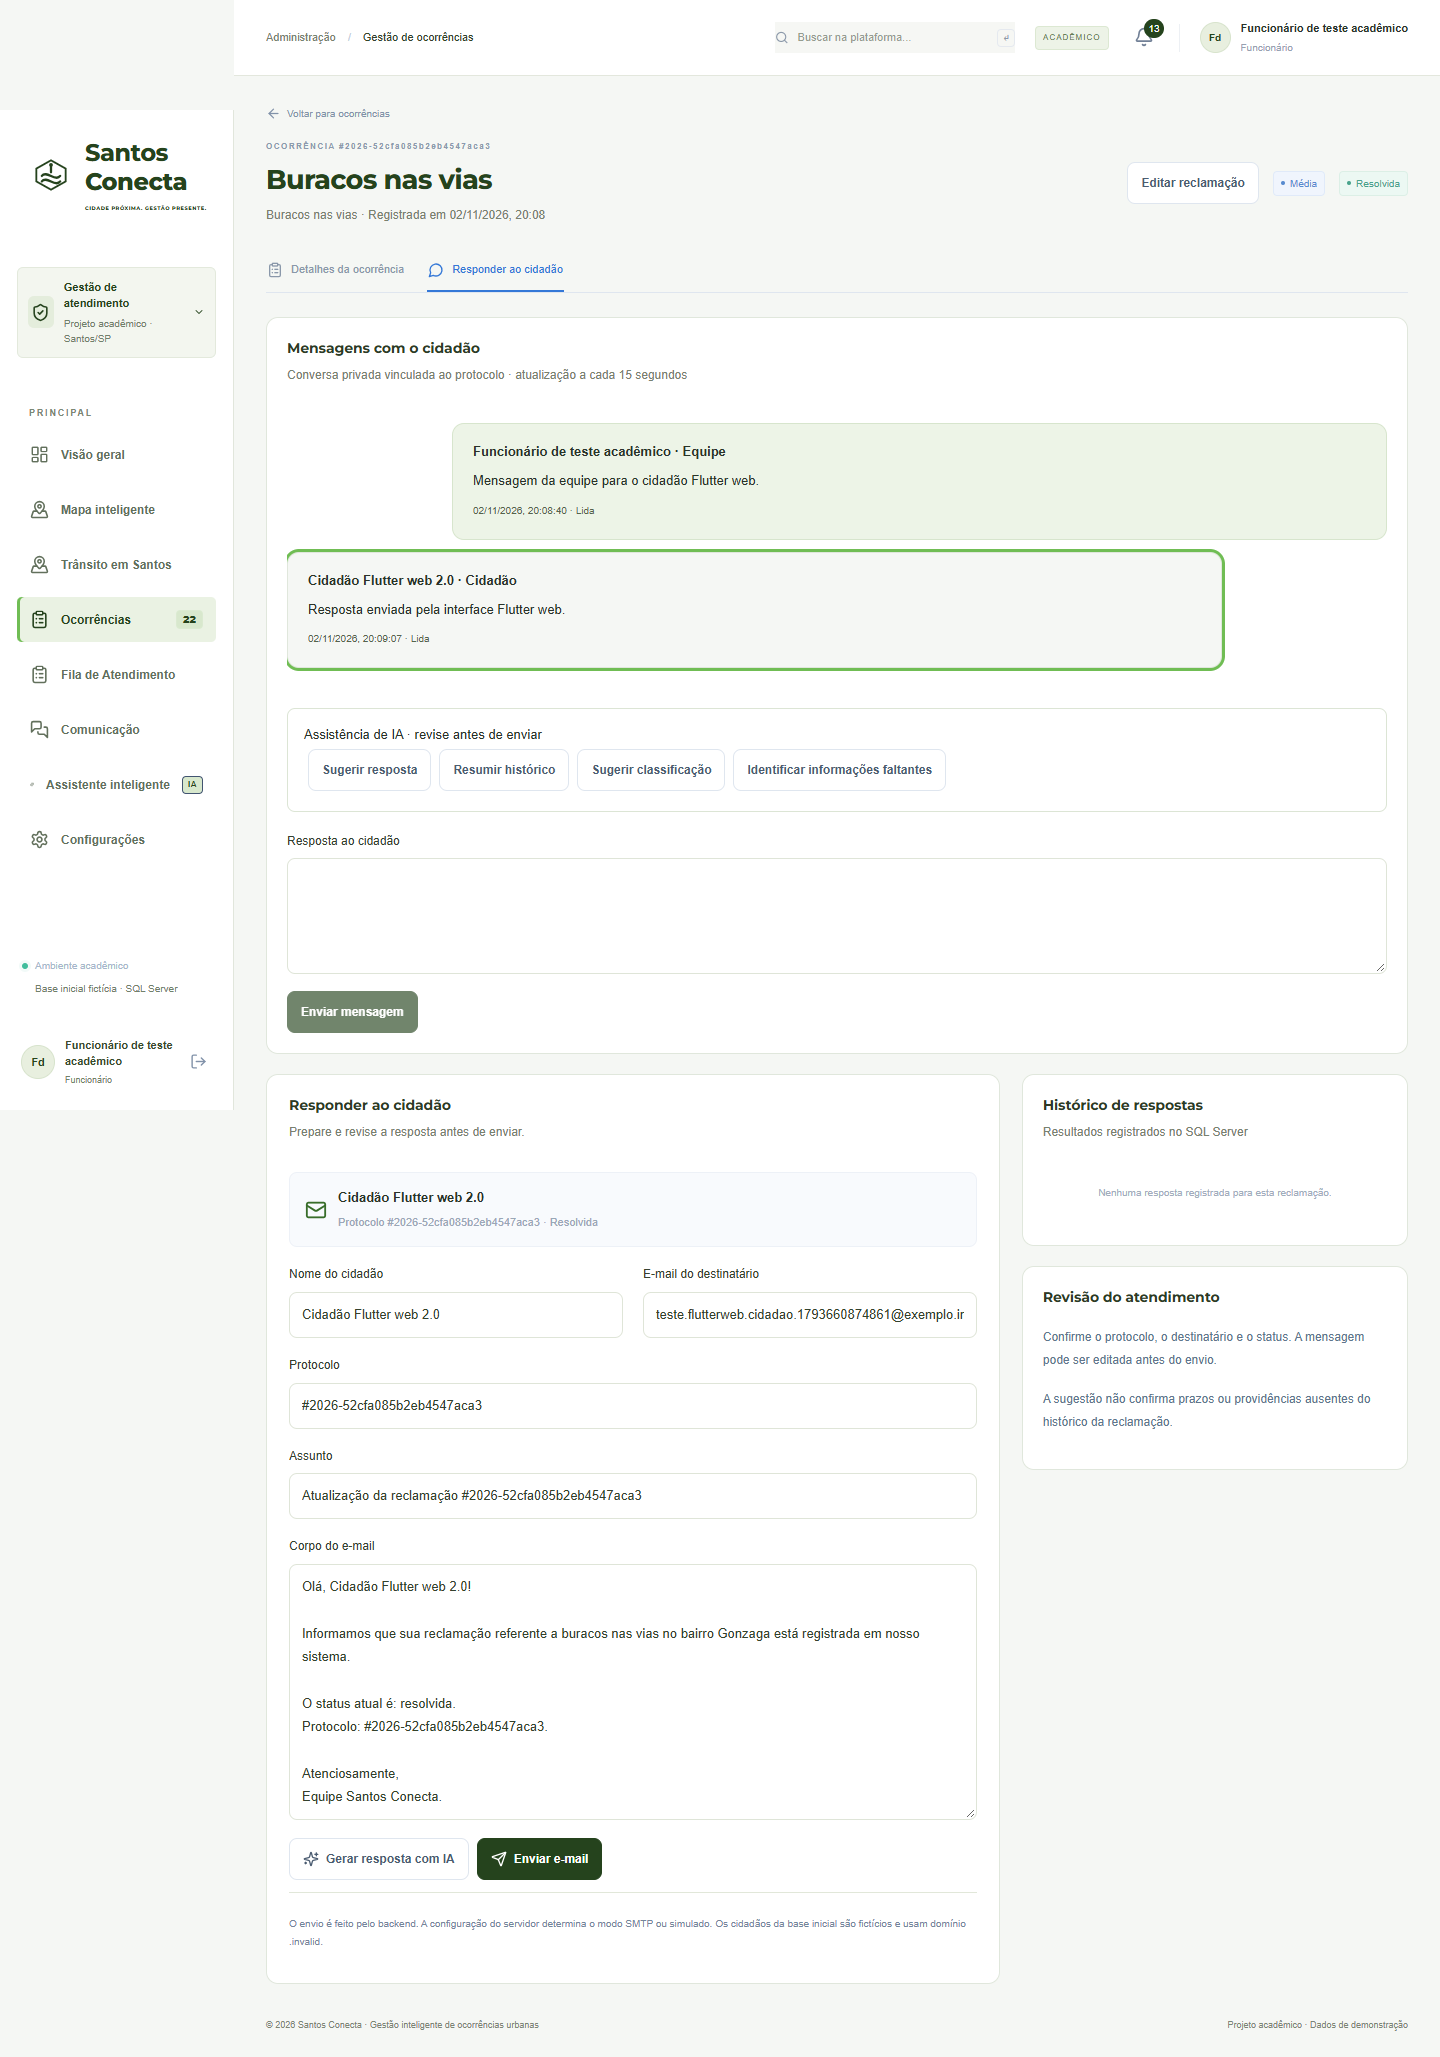 Administração / Gestão de ocorrências
Buscar na plataforma...
ACADÊMICO
13
Fd
Funcionário de teste acadêmico
Funcionário
Santos
Conecta
CIDADE PRÓXIMA. GESTÃO PRESENTE.
Gestão de
atendimento
Projeto acadêmico ·
Santos/SP
PRINCIPAL
Visão geral
Mapa inteligente
Trânsito em Santos
Ocorrências 22
Fila de Atendimento
Comunicação
Assistente inteligente IA
Configurações
Ambiente acadêmico
Base inicial fictícia · SQL Server
Fd
Funcionário de teste
acadêmico
Funcionário
Voltar para ocorrências
OCORRÊNCIA #2026-52cfa085b2eb4547aca3
Buracos nas vias
Buracos nas vias · Registrada em 02/11/2026, 20:08
Editar reclamação
Média
Resolvida
Detalhes da ocorrência
Responder ao cidadão
Mensagens com o cidadão
Conversa privada vinculada ao protocolo · atualização a cada 15 segundos
Funcionário de teste acadêmico · Equipe
Mensagem da equipe para o cidadão Flutter web.
02/11/2026, 20:08:40 · Lida
Cidadão Flutter web 2.0 · Cidadão
Resposta enviada pela interface Flutter web.
02/11/2026, 20:09:07 · Lida
Assistência de IA · revise antes de enviar
Sugerir resposta
Resumir histórico
Sugerir classificação
Identificar informações faltantes
Resposta ao cidadão
Enviar mensagem
Responder ao cidadão
Prepare e revise a resposta antes de enviar.
Cidadão Flutter web 2.0
Protocolo #2026-52cfa085b2eb4547aca3 · Resolvida
Nome do cidadão
Cidadão Flutter web 2.0
E-mail do destinatário
teste.flutterweb.cidadao.1793660874861@exemplo.ir
Protocolo
#2026-52cfa085b2eb4547aca3
Assunto
Atualização da reclamação #2026-52cfa085b2eb4547aca3
Corpo do e-mail
Olá, Cidadão Flutter web 2.0!
Informamos que sua reclamação referente a buracos nas vias no bairro Gonzaga está registrada em nosso
sistema.
O status atual é: resolvida.
Protocolo: #2026-52cfa085b2eb4547aca3.
Atenciosamente,
Equipe Santos Conecta.
Gerar resposta com IA
Enviar e-mail
O envio é feito pelo backend. A configuração do servidor determina o modo SMTP ou simulado. Os cidadãos da base inicial são fictícios e usam domínio
.invalid.
Histórico de respostas
Resultados registrados no SQL Server
Nenhuma resposta registrada para esta reclamação.
Revisão do atendimento
Confirme o protocolo, o destinatário e o status. A mensagem
pode ser editada antes do envio.
A sugestão não confirma prazos ou providências ausentes do
histórico da reclamação.
© 2026 Santos Conecta · Gestão inteligente de ocorrências urbanas
Projeto acadêmico · Dados de demonstração